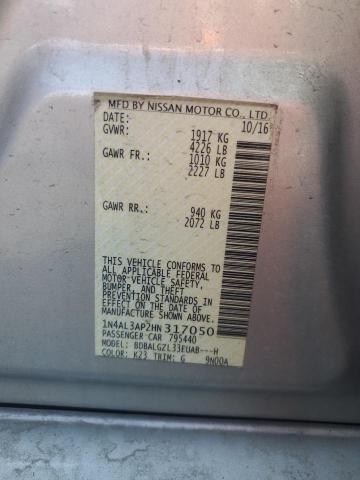 MFD BY NISSAN MOTOR CO., LTD
DATE: 10/16
GVWR: 1917 KG
4226 LB
GAWR FR.: 1010 KG
2227 LB
GAWR RR.: 940 KG
2072 LB
THIS VEHICLE CONFORMS TO
ALL APPLICABLE FEDERAL
MOTOR VEHICLE SAFETY,
BUMPER, AND THEFT
PREVENTION STANDARDS IN
EFFECT ON THE DATE OF
MANUFACTURE SHOWN ABOVE.
1N4AL3AP2HN317050
PASSENGER CAR 795440
MODEL: BDBALGZL33EUAB---H
COLOR: K23 TRIM: G 9N00A